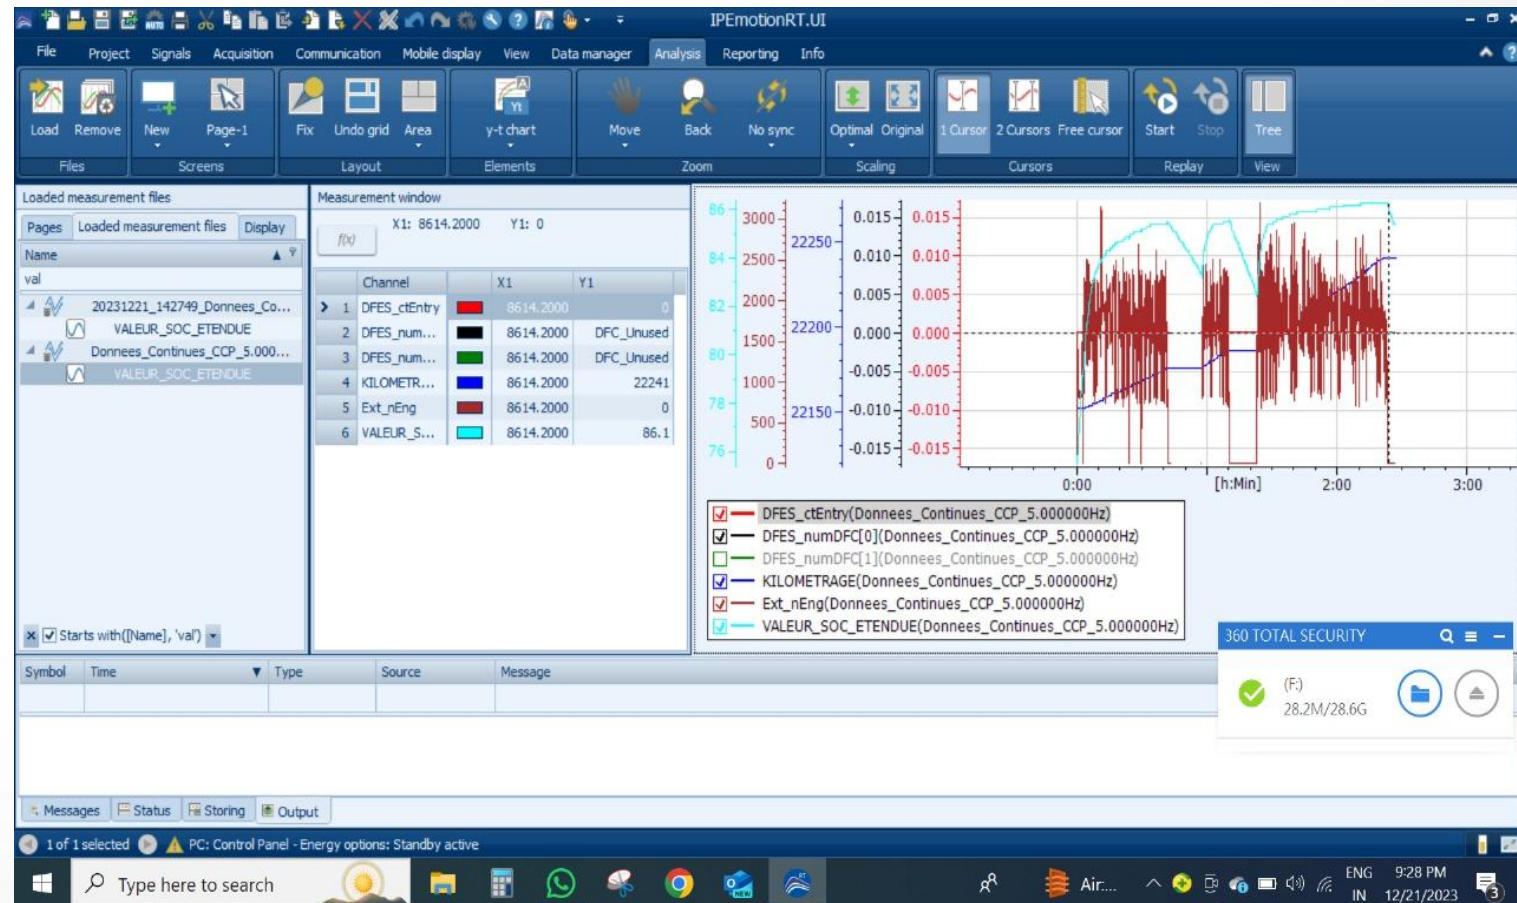 IPEmotionRT.UI
File Project Signals Acquisition Communication Mobile display View Data manager Analysis Reporting Info
Load Remove New Page-1 Fix Undo grid Area y-t chart Move Back No sync Optimal Original 1 Cursor 2 Cursors Free cursor Start Stop Tree
Files Screens Layout Elements Zoom Scaling Cursors Replay View
Loaded measurement files
Pages Loaded measurement files Display
Name
val
20231221_142749_Donnees_Co...
VALEUR_SOC_ETENDUE
Donnees_Continues_CCP_5.000...
VALEUR_SOC_ETENDUE
Starts with([Name], 'val')
Measurement window
f(x) X1: 8614.2000 Y1: 0
Channel X1 Y1
1 DFES_ctEntry 8614.2000 0
2 DFES_num... 8614.2000 DFC_Unused
3 DFES_num... 8614.2000 DFC_Unused
4 KILOMETR... 8614.2000 22241
5 Ext_nEng 8614.2000 0
6 VALEUR_S... 8614.2000 86.1
86
84
82
80
78
76
3000
2500
2000
1500
1000
500
0
22250
22200
22150
0.015
0.010
0.005
0.000
-0.005
-0.010
-0.015
0.015
0.010
0.005
0.000
-0.005
-0.010
-0.015
0:00 [h:Min] 2:00 3:00
DFES_ctEntry(Donnees_Continues_CCP_5.000000Hz)
DFES_numDFC[0](Donnees_Continues_CCP_5.000000Hz)
DFES_numDFC[1](Donnees_Continues_CCP_5.000000Hz)
KILOMETRAGE(Donnees_Continues_CCP_5.000000Hz)
Ext_nEng(Donnees_Continues_CCP_5.000000Hz)
VALEUR_SOC_ETENDUE(Donnees_Continues_CCP_5.000000Hz)
360 TOTAL SECURITY
(F:)
28.2M/28.6G
Symbol Time Type Source Message
Messages Status Storing Output
1 of 1 selected PC: Control Panel - Energy options: Standby active
Type here to search
Air:...
ENG
IN
9:28 PM
12/21/2023
3